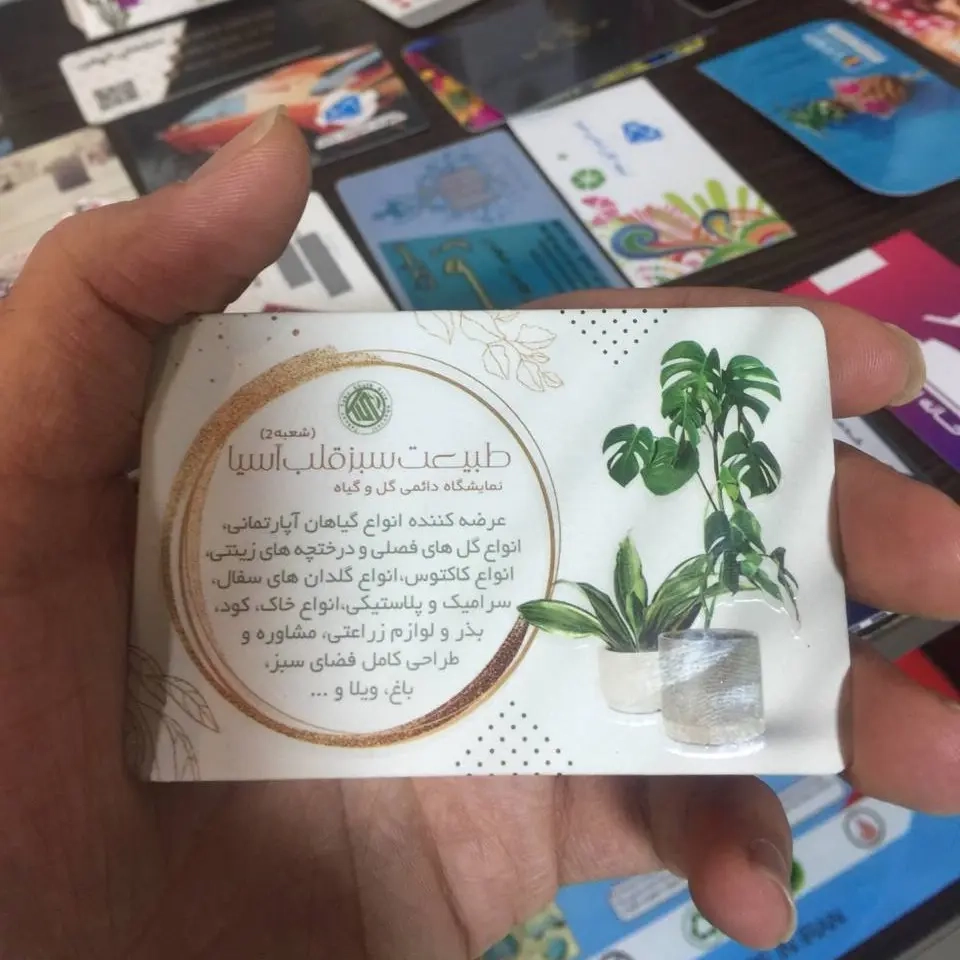 (شعبه 2)
طبیعت سبز قلب آسیا
نمایشگاه دائمی گل و گیاه
عرضه کننده انواع گیاهان آپارتمانی،
انواع گل های فصلی و درختچه های زینتی،
انواع کاکتوس،انواع گلدان های سفال،
سرامیک و پلاستیکی،انواع خاک، کود،
بذر و لوازم زراعتی، مشاوره و
طراحی کامل فضای سبز،
باغ، ویلا و ...